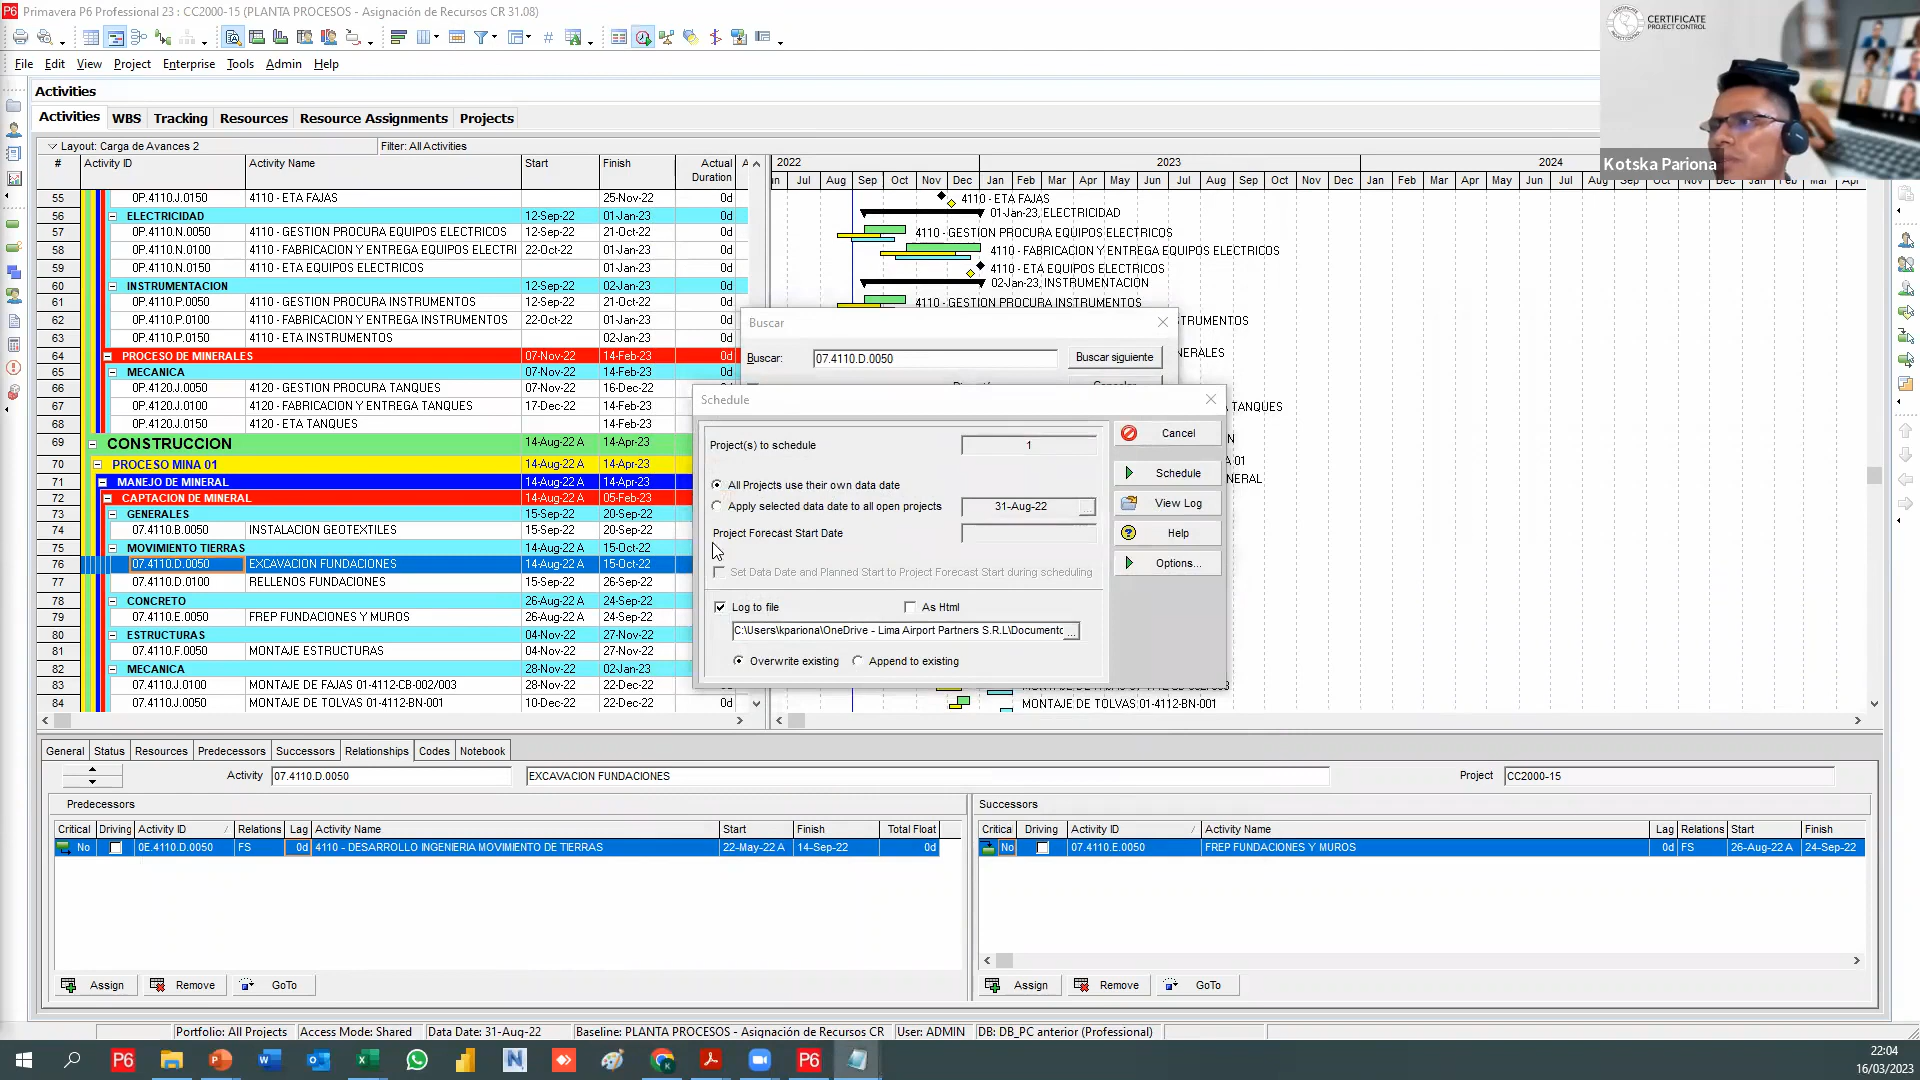 Primavera P6 Professional 23 : CC2000-15 (PLANTA PROCESOS - Asignación de Recursos CR 31.08)
File Edit View Project Enterprise Tools Admin Help
Activities
Activities WBS Tracking Resources Resource Assignments Projects
Layout: Carga de Avances 2 Filter: All Activities
# Activity ID Activity Name Start Finish Actual Duration
55 0P.4110.J.0150 4110 - ETA FAJAS 25-Nov-22 0d
56 ELECTRICIDAD 12-Sep-22 01-Jan-23 0d
57 0P.4110.N.0050 4110 - GESTION PROCURA EQUIPOS ELECTRICOS 12-Sep-22 21-Oct-22 0d
58 0P.4110.N.0100 4110 - FABRICACION Y ENTREGA EQUIPOS ELECTRI 22-Oct-22 01-Jan-23 0d
59 0P.4110.N.0150 4110 - ETA EQUIPOS ELECTRICOS 01-Jan-23 0d
60 INSTRUMENTACION 12-Sep-22 02-Jan-23 0d
61 0P.4110.P.0050 4110 - GESTION PROCURA INSTRUMENTOS 12-Sep-22 21-Oct-22 0d
62 0P.4110.P.0100 4110 - FABRICACION Y ENTREGA INSTRUMENTOS 22-Oct-22 01-Jan-23 0d
63 0P.4110.P.0150 4110 - ETA INSTRUMENTOS 02-Jan-23 0d
64 PROCESO DE MINERALES 07-Nov-22 14-Feb-23 0d
65 MECANICA 07-Nov-22 14-Feb-23 0d
66 0P.4120.J.0050 4120 - GESTION PROCURA TANQUES 07-Nov-22 16-Dec-22 0d
67 0P.4120.J.0100 4120 - FABRICACION Y ENTREGA TANQUES 17-Dec-22 14-Feb-23 0d
68 0P.4120.J.0150 4120 - ETA TANQUES 14-Feb-23
69 CONSTRUCCION 14-Aug-22 A 14-Apr-23
70 PROCESO MINA 01 14-Aug-22 A 14-Apr-23
71 MANEJO DE MINERAL 14-Aug-22 A 14-Apr-23
72 CAPTACION DE MINERAL 14-Aug-22 A 05-Feb-23
73 GENERALES 15-Sep-22 20-Sep-22
74 07.4110.B.0050 INSTALACION GEOTEXTILES 15-Sep-22 20-Sep-22
75 MOVIMIENTO TIERRAS 14-Aug-22 A 15-Oct-22
76 07.4110.D.0050 EXCAVACION FUNDACIONES 14-Aug-22 A 15-Oct-22
77 07.4110.D.0100 RELLENOS FUNDACIONES 15-Sep-22 26-Sep-22
78 CONCRETO 26-Aug-22 A 24-Sep-22
79 07.4110.E.0050 FREP FUNDACIONES Y MUROS 26-Aug-22 A 24-Sep-22
80 ESTRUCTURAS 04-Nov-22 27-Nov-22
81 07.4110.F.0050 MONTAJE ESTRUCTURAS 04-Nov-22 27-Nov-22
82 MECANICA 28-Nov-22 02-Jan-23
83 07.4110.J.0100 MONTAJE DE FAJAS 01-4112-CB-002/003 28-Nov-22 22-Dec-22 0d
84 07.4110.J.0050 MONTAJE DE TOLVAS 01-4112-BN-001 10-Dec-22 22-Dec-22 0d
2022 2023 2024
Jul Aug Sep Oct Nov Dec Jan Feb Mar Apr May Jun Jul Aug Sep Oct Nov Dec Jan Feb Mar Apr May Jun Jul Aug Sep Oct Nov Dec Jan Feb Mar Apr
4110 - ETA FAJAS
01-Jan-23, ELECTRICIDAD
4110 - GESTION PROCURA EQUIPOS ELECTRICOS
4110 - FABRICACION Y ENTREGA EQUIPOS ELECTRICOS
4110 - ETA EQUIPOS ELECTRICOS
02-Jan-23, INSTRUMENTACION
4110 - GESTION PROCURA INSTRUMENTOS
TRUMENTOS
NERALES
TANQUES
MONTAJE DE TOLVAS 01-4112-BN-001
Buscar
Buscar: 07.4110.D.0050 Buscar siguiente
Schedule
Project(s) to schedule 1
All Projects use their own data date
Apply selected data date to all open projects 31-Aug-22 ...
Project Forecast Start Date
Set Data Date and Planned Start to Project Forecast Start during scheduling
Log to file As Html
C:\Users\kpariona\OneDrive - Lima Airport Partners S.R.L\Documento ...
Overwrite existing Append to existing
Cancel
Schedule
View Log
Help
Options...
CERTIFICATE
PROJECT CONTROL
Kotska Pariona
General Status Resources Predecessors Successors Relationships Codes Notebook
Activity 07.4110.D.0050 EXCAVACION FUNDACIONES Project CC2000-15
Predecessors
Critical Driving Activity ID Relations Lag Activity Name Start Finish Total Float
No 0E.4110.D.0050 FS 0d 4110 - DESARROLLO INGENIERIA MOVIMIENTO DE TIERRAS 22-May-22 A 14-Sep-22 0d
Assign Remove GoTo
Successors
Critica Driving Activity ID Activity Name Lag Relations Start Finish
No 07.4110.E.0050 FREP FUNDACIONES Y MUROS 0d FS 26-Aug-22 A 24-Sep-22
Assign Remove GoTo
Portfolio: All Projects Access Mode: Shared Data Date: 31-Aug-22 Baseline: PLANTA PROCESOS - Asignación de Recursos CR User: ADMIN DB: DB_PC anterior (Professional)
22:04
16/03/2023